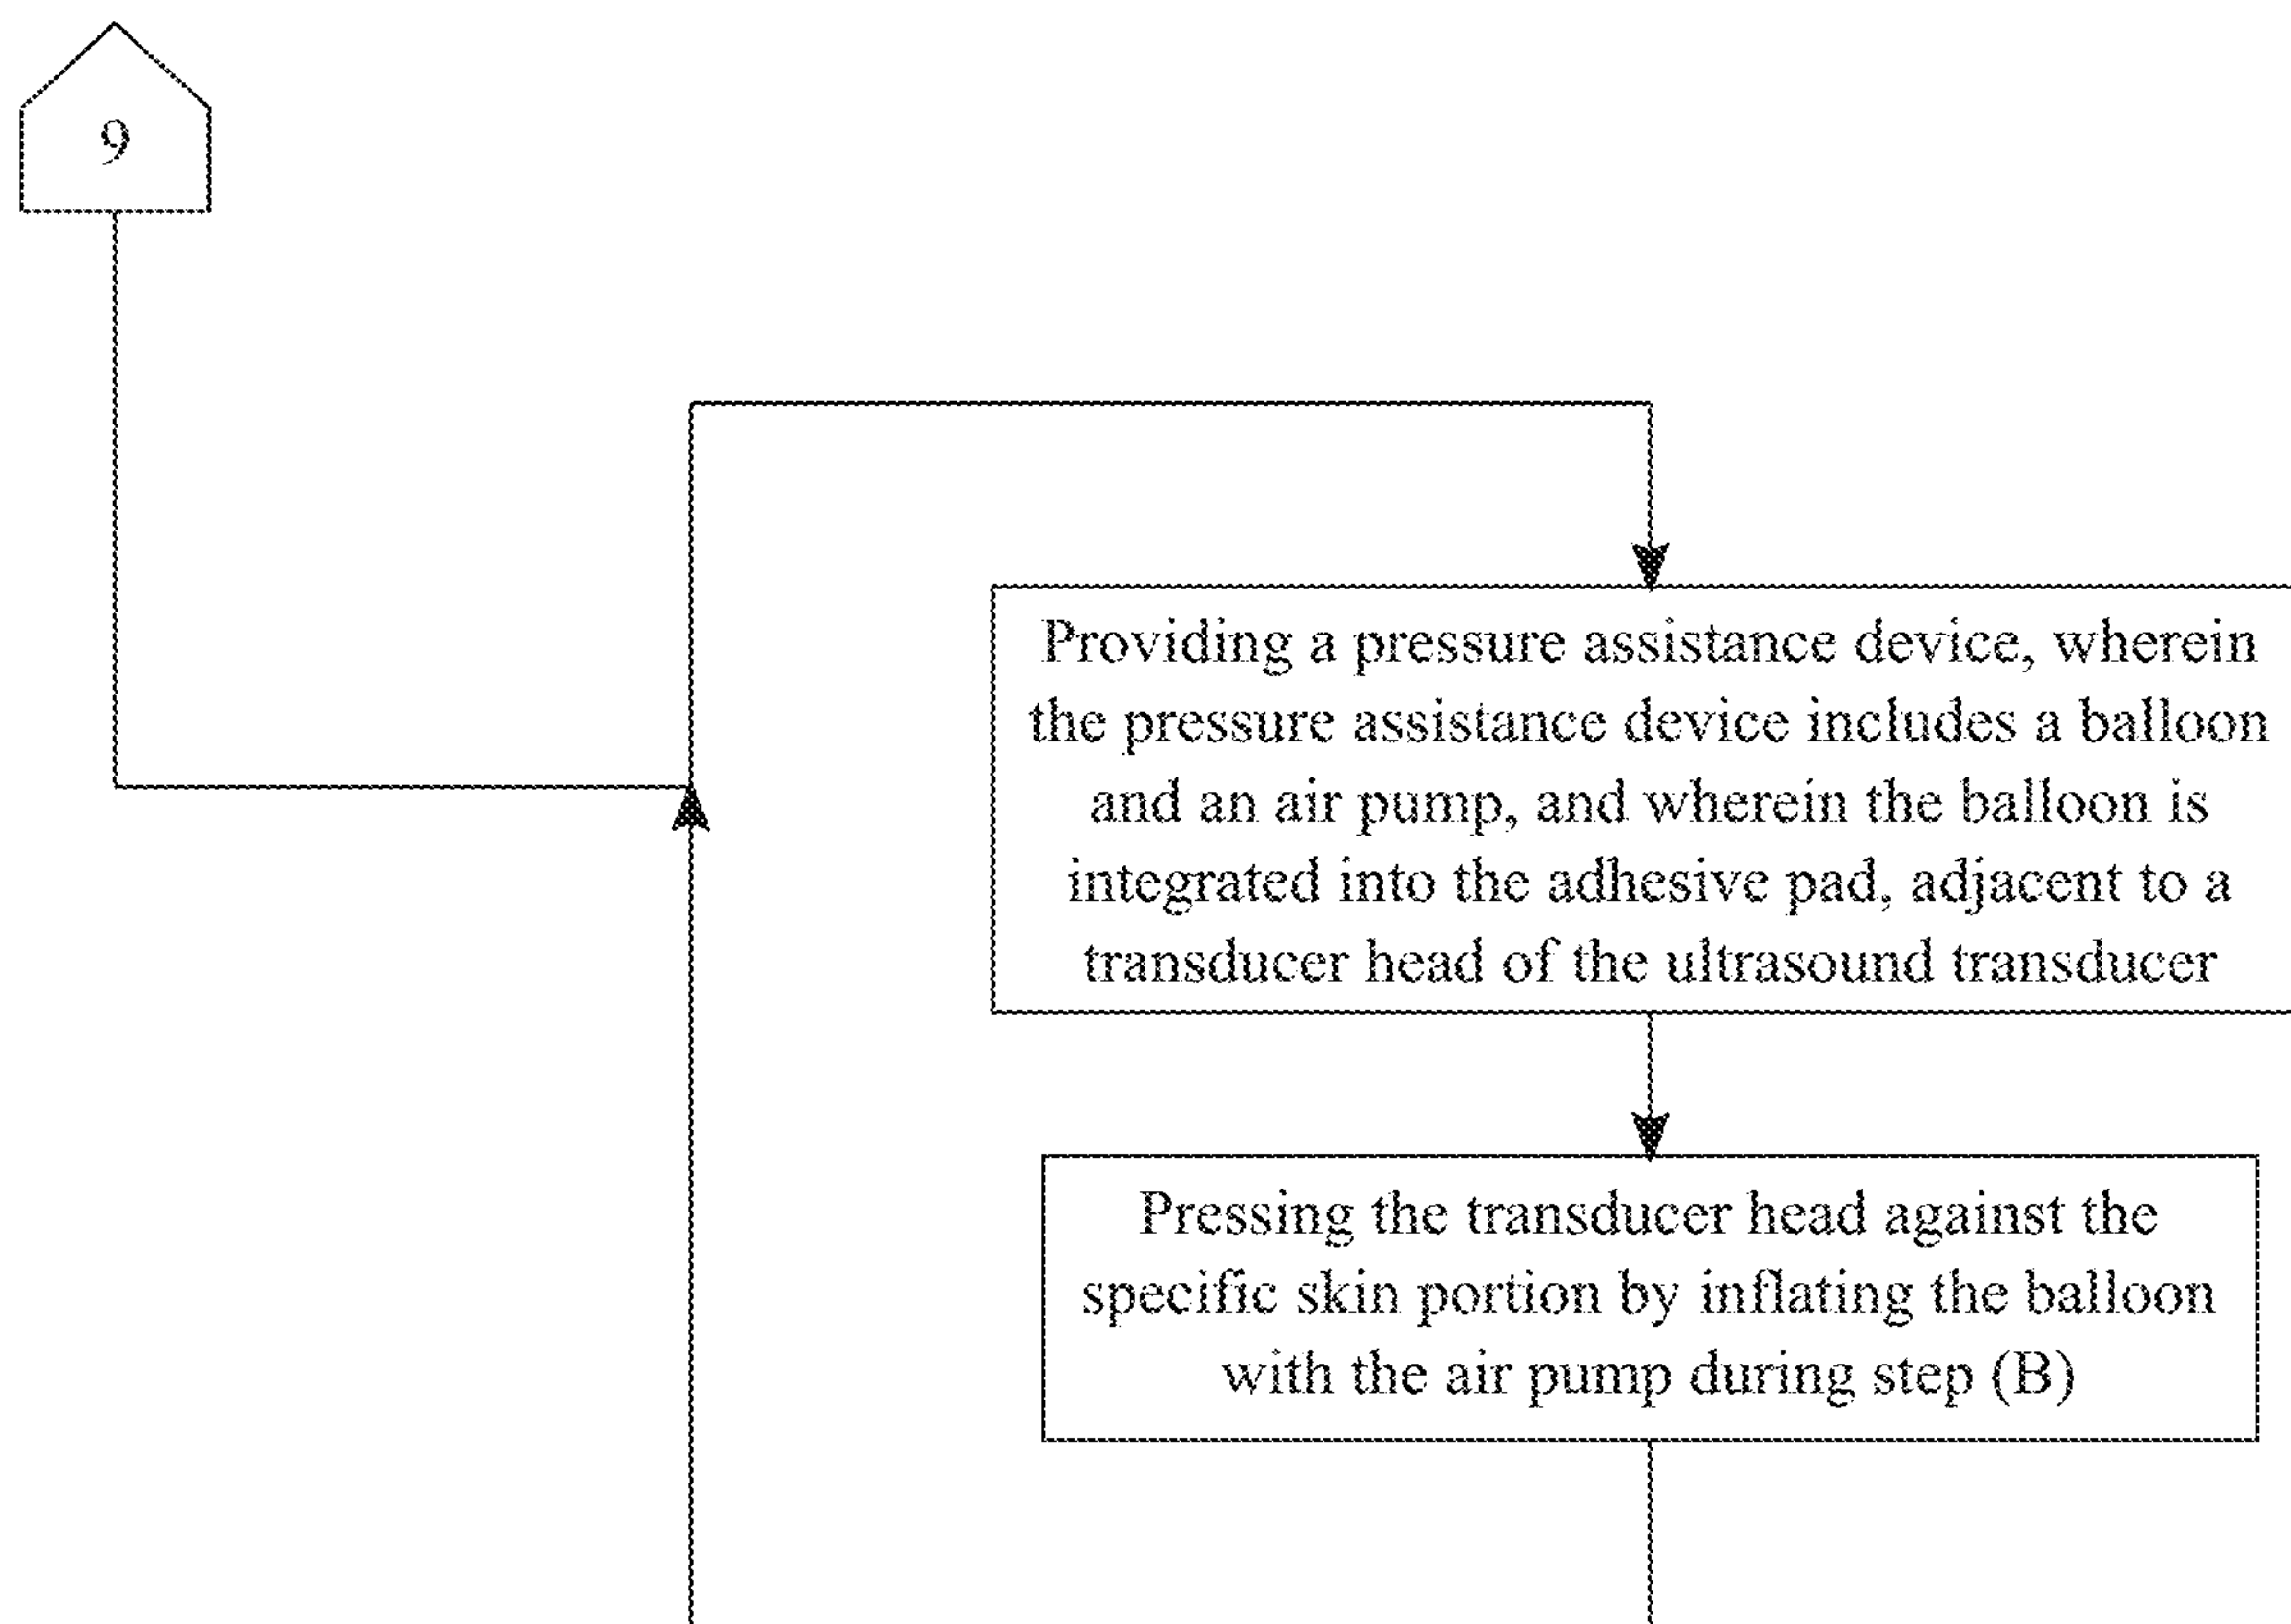 9
Providing a pressure assistance device, wherein
the pressure assistance device includes a balloon
and an air pump, and wherein the balloon is
integrated into the adhesive pad, adjacent to a
transducer head of the ultrasound transducer
Pressing the transducer head against the
specific skin portion by inflating the balloon
with the air pump during step (B)